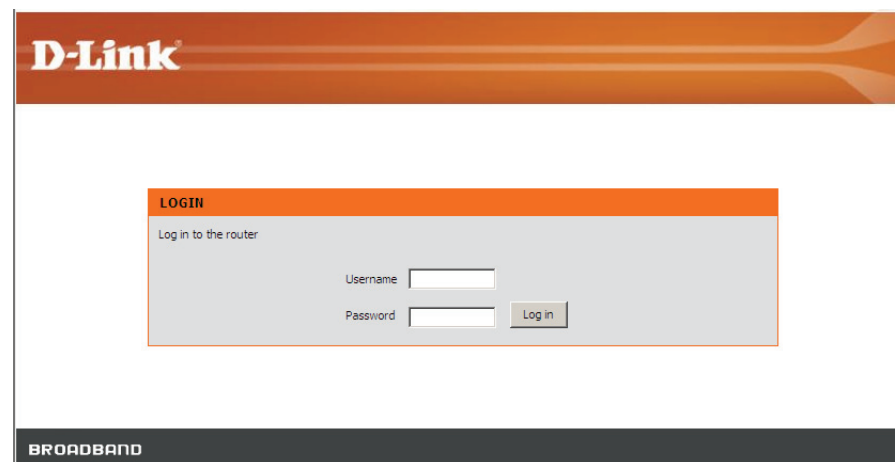 D-Link®
LOGIN
Log in to the router
Username
Password Log in
BROADBAND